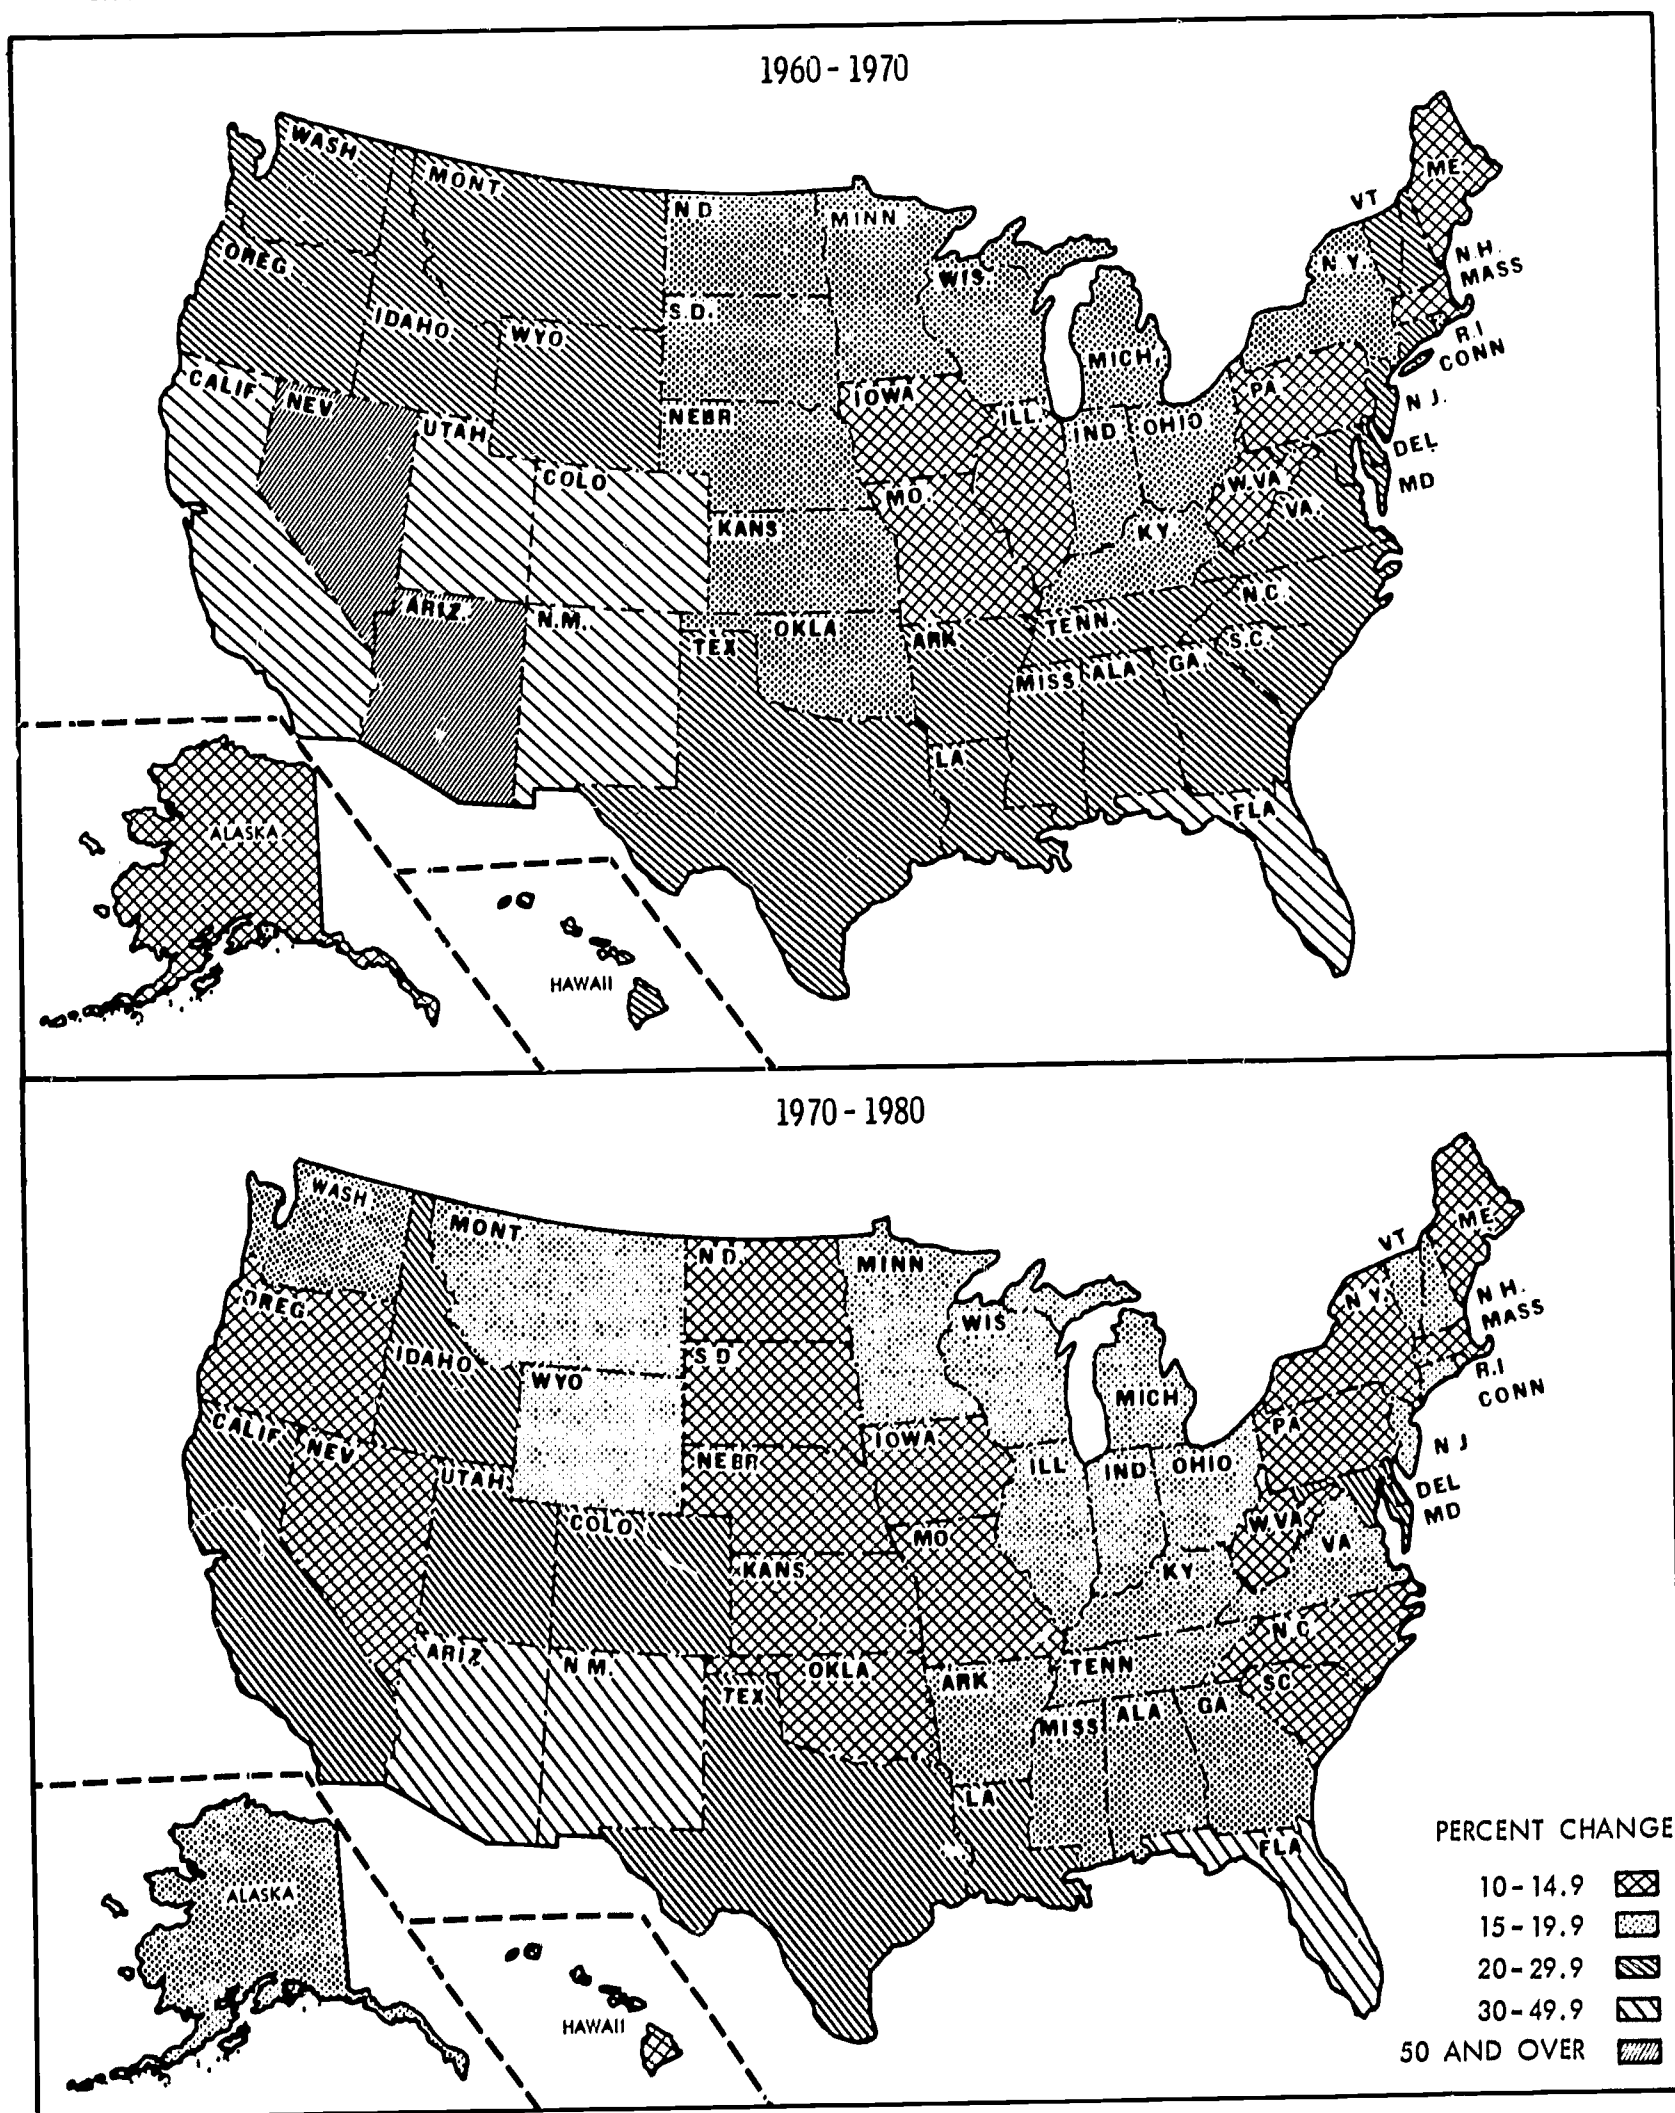 1960 - 1970
WASH
MONT
N D
MINN
ME
VT
OREG.
WIS.
N.Y.
N.H.
MASS
IDAHO
WYO
S.D.
MICH
R.I
CONN
CALIF
NEV
UTAH
NEBR
IOWA
ILL
IND
OHIO
PA
N J.
DEL
MD
COLO
KANS
MO
KY
W.VA
VA.
ARIZ.
N.M.
TEX
OKLA
ARK
TENN.
N.C.
S.C.
MISS
ALA
GA
LA
FLA
ALASKA
HAWAII
1970 - 1980
WASH
MONT
N D.
MINN
ME
VT
OREG
WIS
N Y.
N H.
MASS
IDAHO
WYO
S D
MICH
R.I
CONN
CALIF
NEV
UTAH
NEBR
IOWA
ILL
IND
OHIO
PA
N J
DEL
MD
COLO.
KANS
MO
KY
W.VA
VA
ARIZ
N M.
TEX
OKLA
ARK
TENN
N.C
SC
MISS
ALA
GA
LA
FLA
ALASKA
HAWAII
PERCENT CHANGE
10-14.9
15-19.9
20-29.9
30-49.9
50 AND OVER